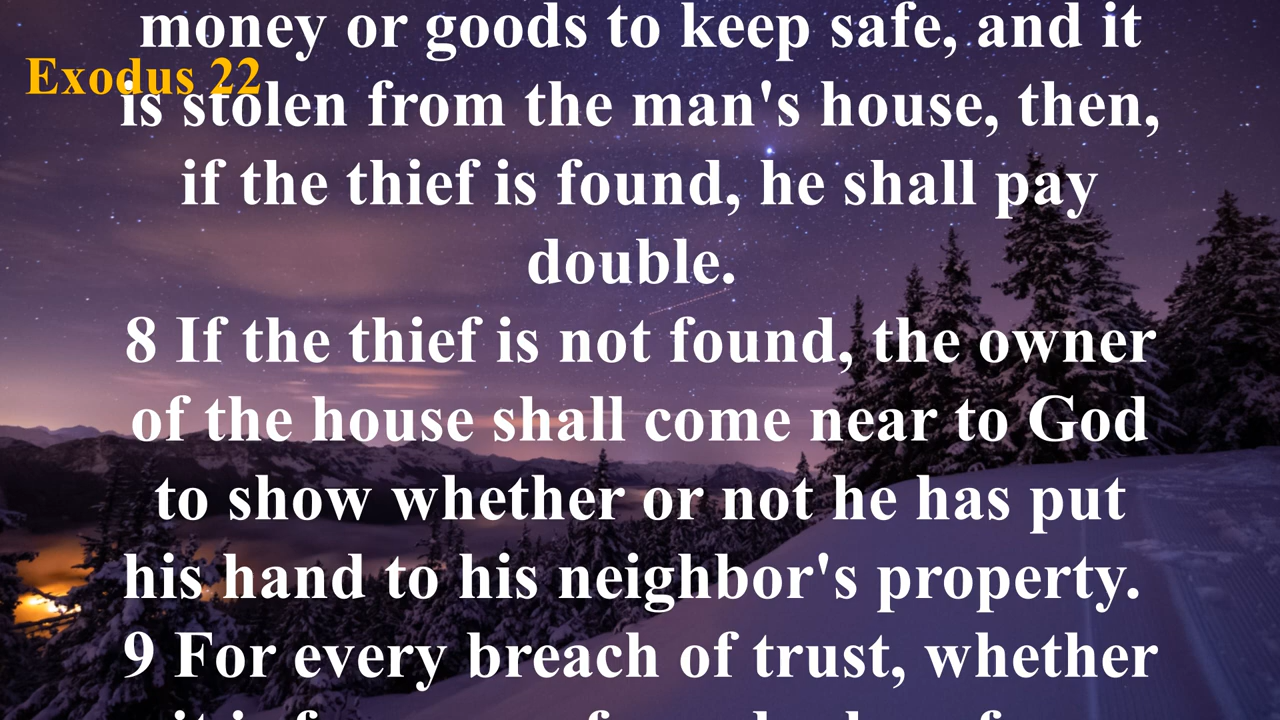 money or goods to keep safe, and it
Exodus 22
is stolen from the man's house, then,
if the thief is found, he shall pay
double.
8 If the thief is not found, the owner
of the house shall come near to God
to show whether or not he has put
his hand to his neighbor's property.
9 For every breach of trust, whether